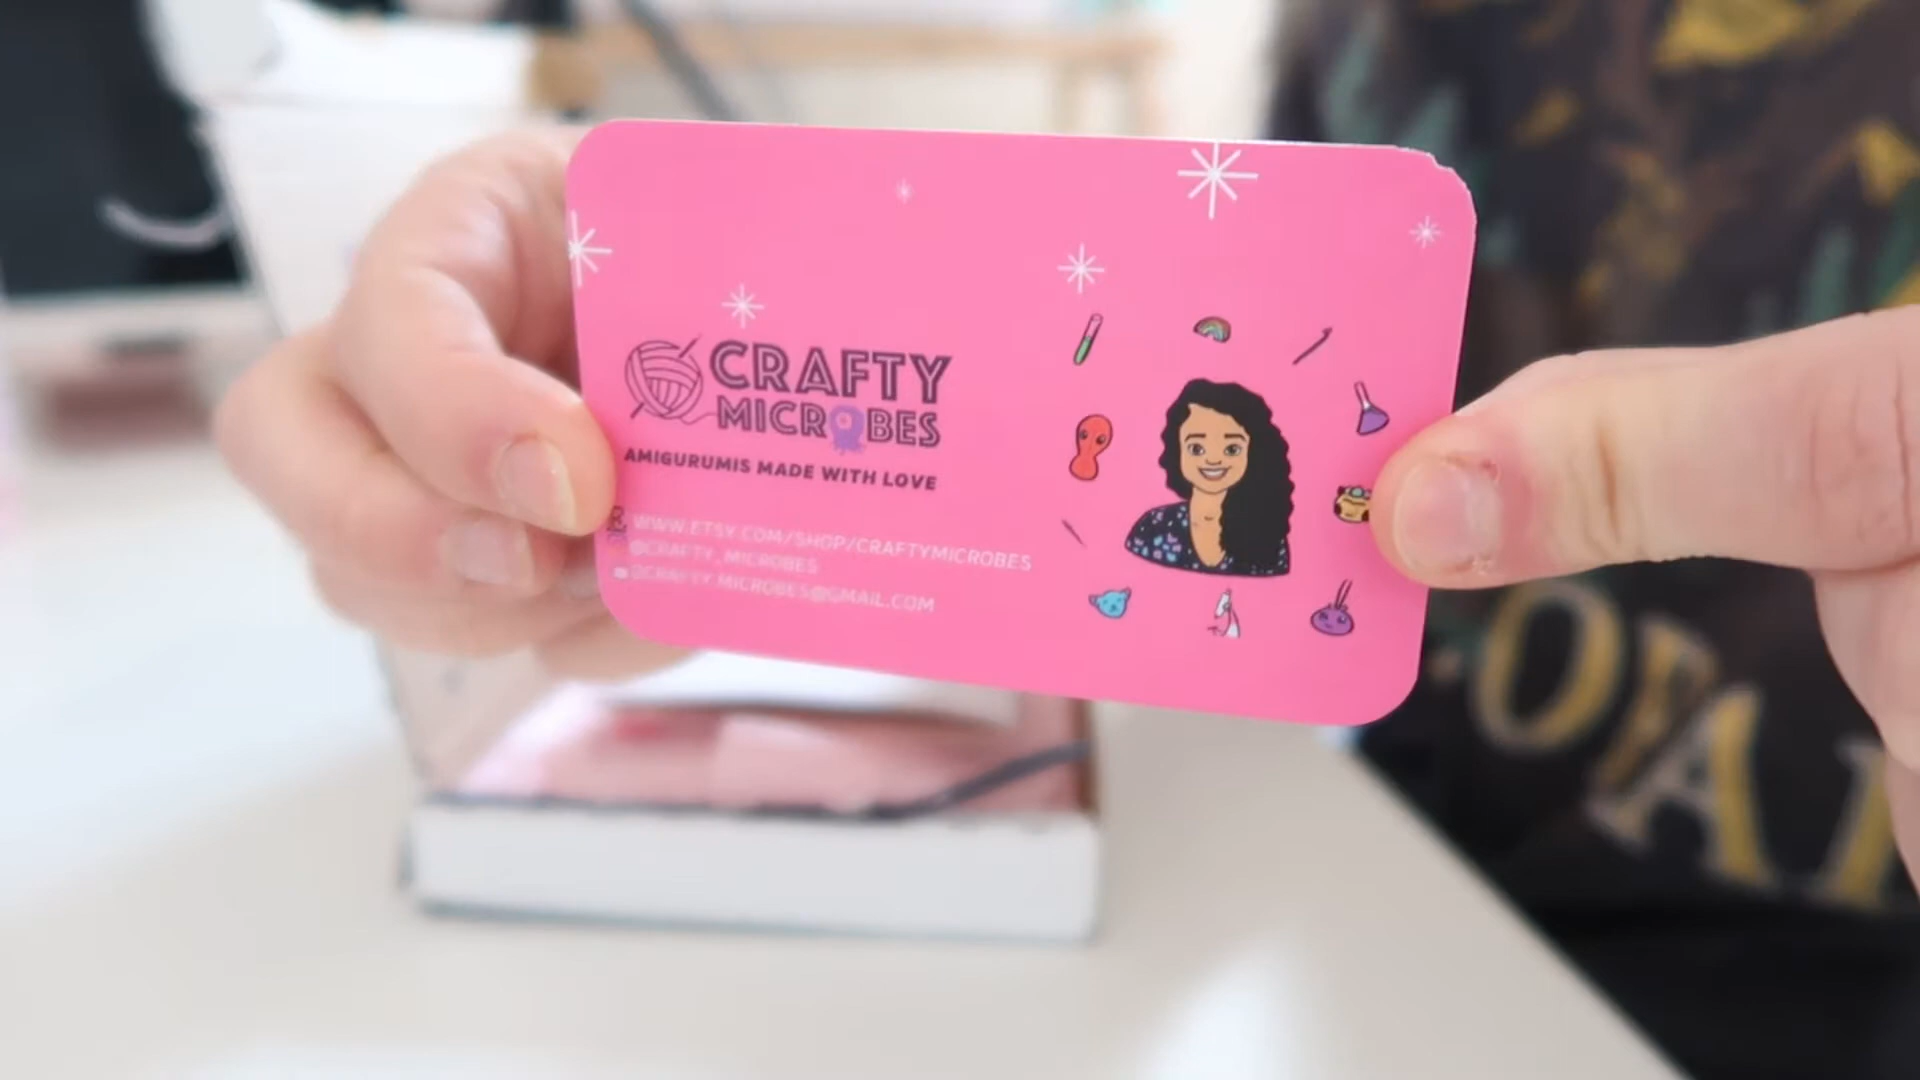 CRAFTY
MICROBES
AMIGURUMIS MADE WITH LOVE
WWW.ETSY.COM/SHOP/CRAFTYMICROBES
@CRAFTY_MICROBES
CRAFTY.MICROBES@GMAIL.COM